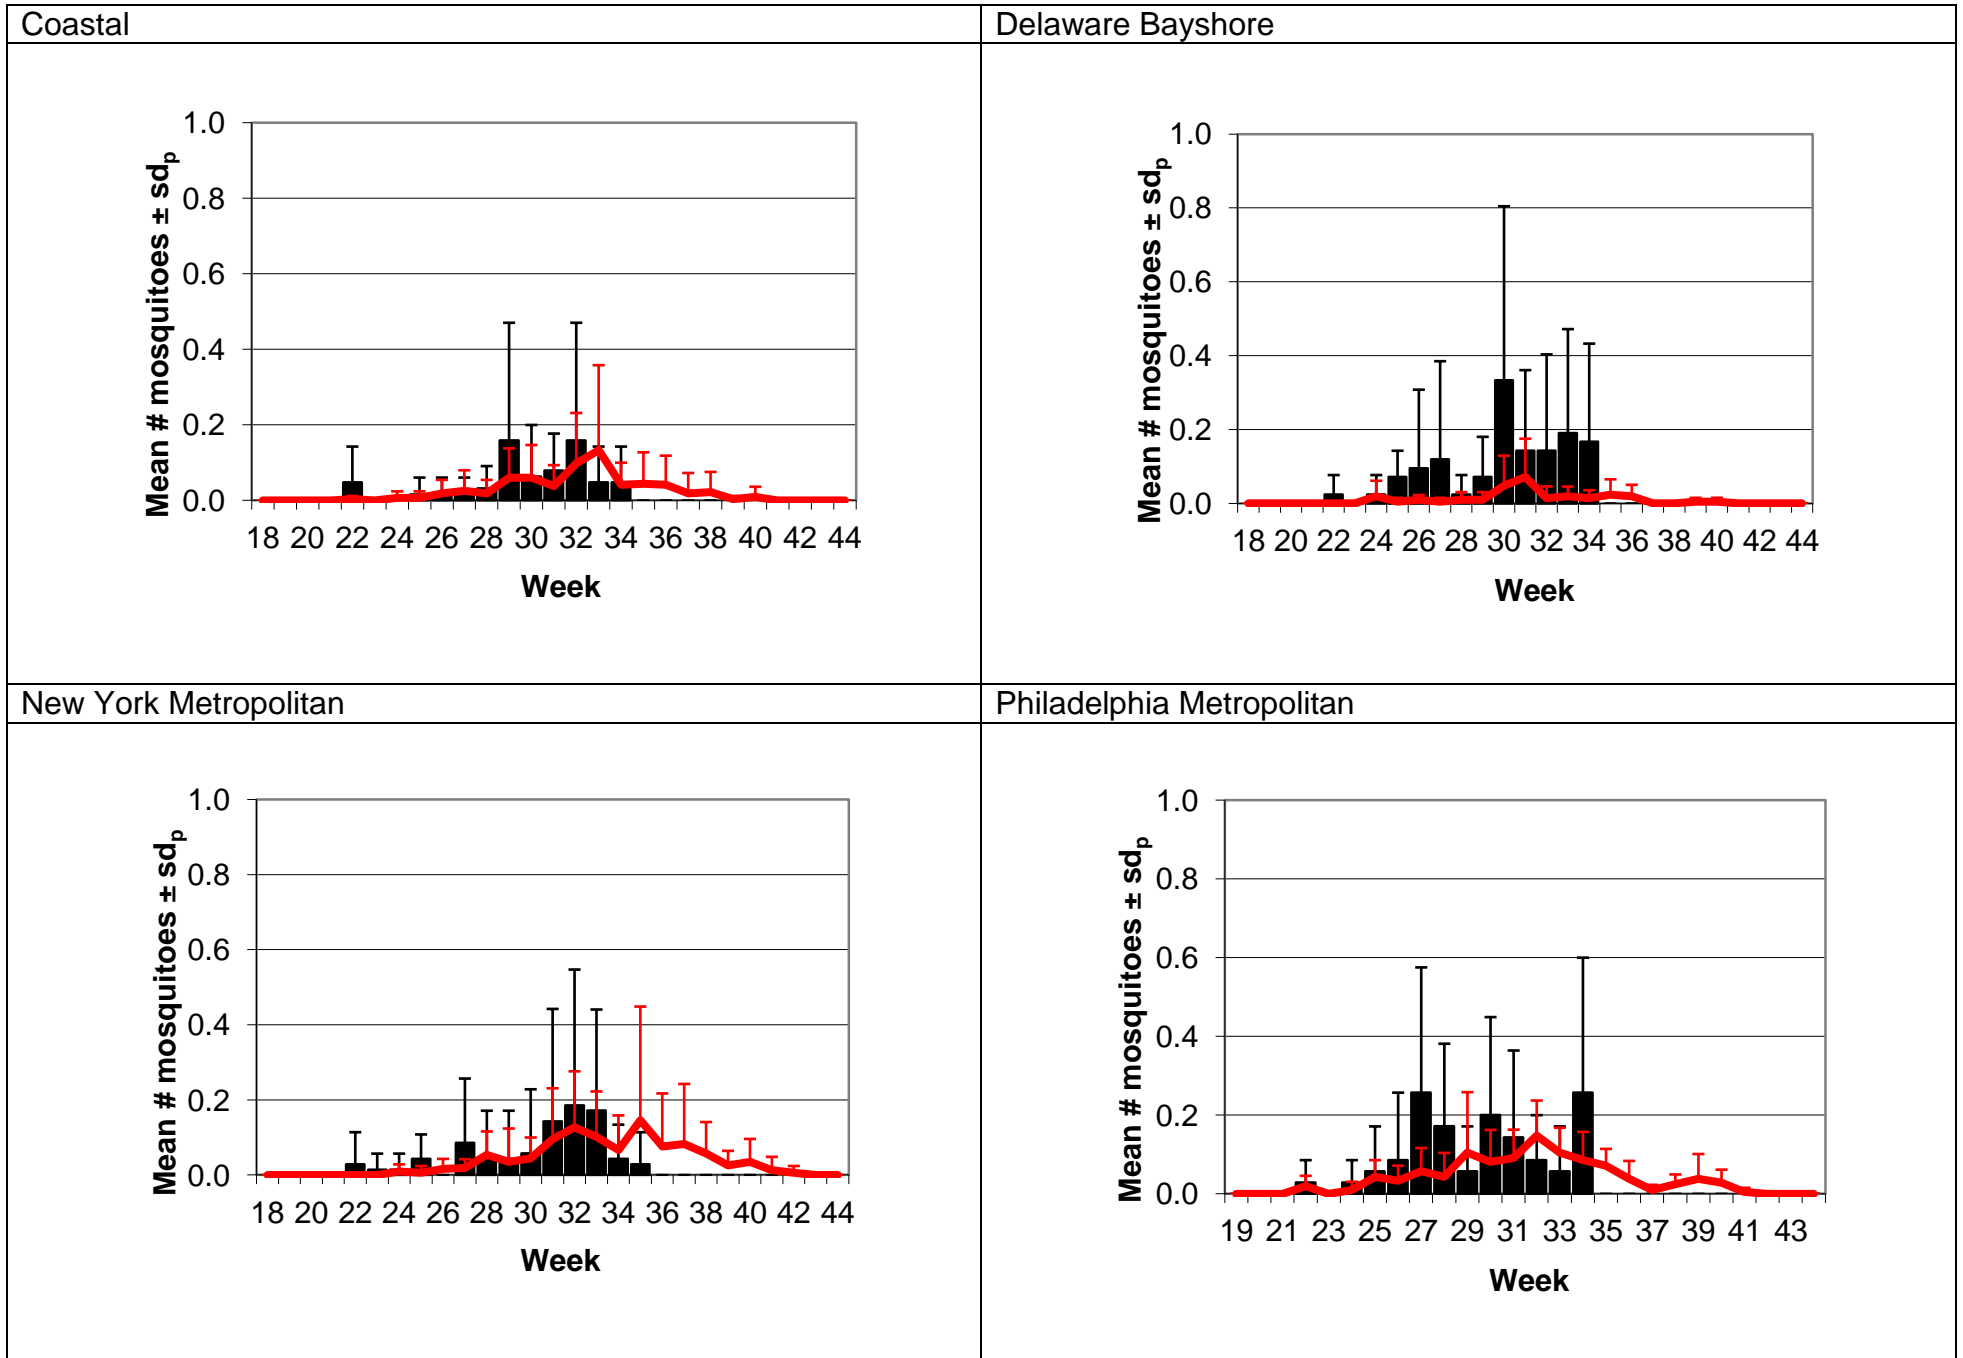 Coastal
Delaware Bayshore
Mean # mosquitoes ± sdp
1.0
0.8
0.6
0.4
0.2
0.0
18 20 22 24 26 28 30 32 34 36 38 40 42 44
Week
Mean # mosquitoes ± sdp
1.0
0.8
0.6
0.4
0.2
0.0
18 20 22 24 26 28 30 32 34 36 38 40 42 44
Week
New York Metropolitan
Philadelphia Metropolitan
Mean # mosquitoes ± sdp
1.0
0.8
0.6
0.4
0.2
0.0
18 20 22 24 26 28 30 32 34 36 38 40 42 44
Week
Mean # mosquitoes ± sdp
1.0
0.8
0.6
0.4
0.2
0.0
19 21 23 25 27 29 31 33 35 37 39 41 43
Week